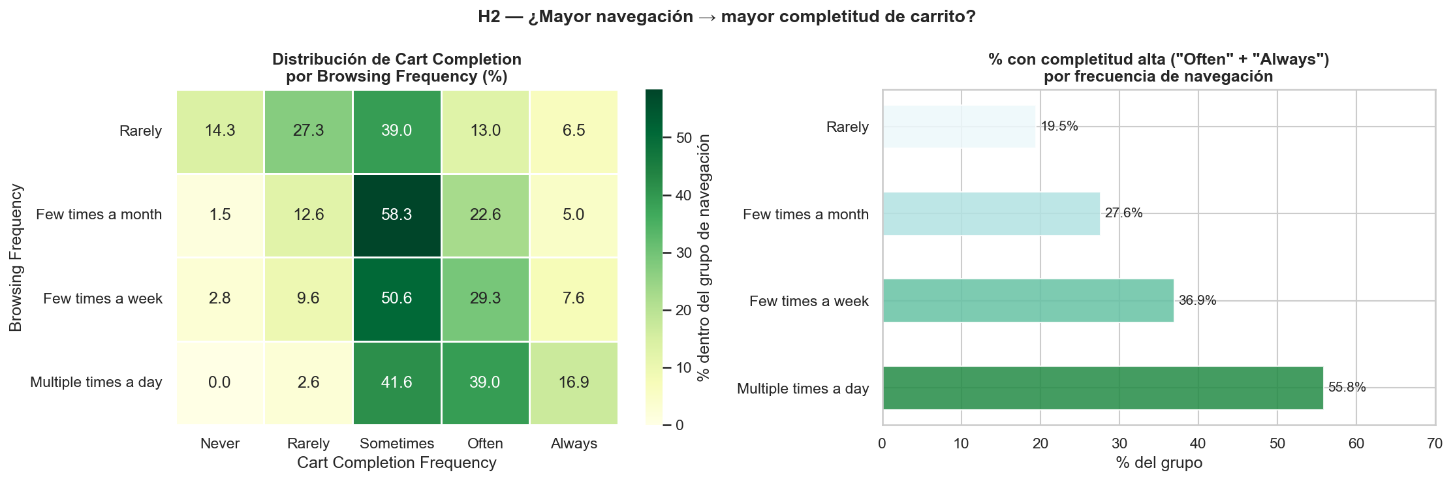 H2 — ¿Mayor navegación → mayor completitud de carrito?
Distribución de Cart Completion
por Browsing Frequency (%)
Browsing Frequency
Rarely 14.3 27.3 39.0 13.0 6.5
Few times a month 1.5 12.6 58.3 22.6 5.0
Few times a week 2.8 9.6 50.6 29.3 7.6
Multiple times a day 0.0 2.6 41.6 39.0 16.9
Never Rarely Sometimes Often Always
Cart Completion Frequency
50
40
30
20
10
0
% dentro del grupo de navegación
% con completitud alta ("Often" + "Always")
por frecuencia de navegación
Rarely 19.5%
Few times a month 27.6%
Few times a week 36.9%
Multiple times a day 55.8%
0 10 20 30 40 50 60 70
% del grupo